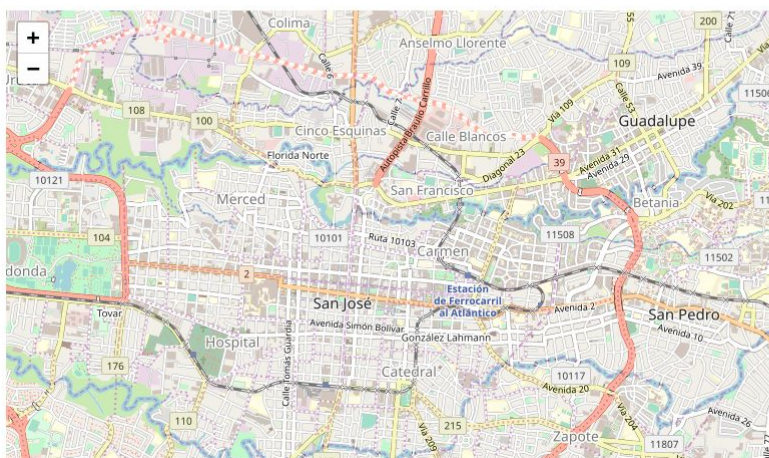 +
−
Colima
Calle 6
Anselmo Llorente
55
200
109
Avenida 39
Calle 53
108
100
Calle 7
Autopista Braulio Carrillo
Cinco Esquinas
Calle Blancos
Vía 109
Guadalupe
Florida Norte
Diagonal 23
39
Avenida 31
Avenida 29
10121
Merced
San Francisco
Betania
Vía 202
104
10101
Ruta 10103
Carmen
11508
11502
2
Estación
de Ferrocarril
al Atlántico
San José
Avenida 2
San Pedro
Tovar
Avenida Simón Bolívar
González Lahmann
Avenida 10
Hospital
Calle Tomás Guardia
176
Catedral
10117
Avenida 20
110
215
Vía 209
Vía 204
Avenida 26
Zapote
11807